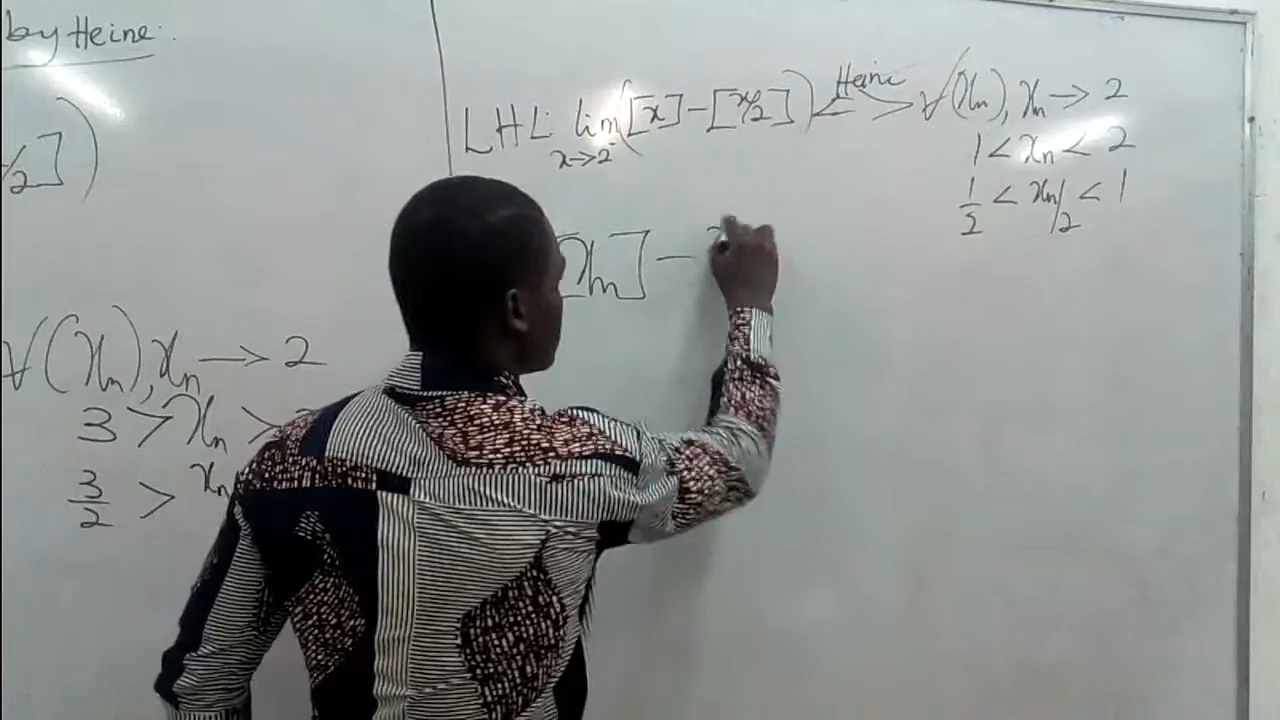 by Heine:
/2])
∀(xₙ), xₙ → 2
3 > xₙ >
3/2 > xₙ
LHL: lim x→2⁻ ([x] - [x/2]) <=> Heine ∀(xₙ), xₙ → 2
1 < xₙ < 2
1/2 < xₙ/2 < 1
[xₙ] -